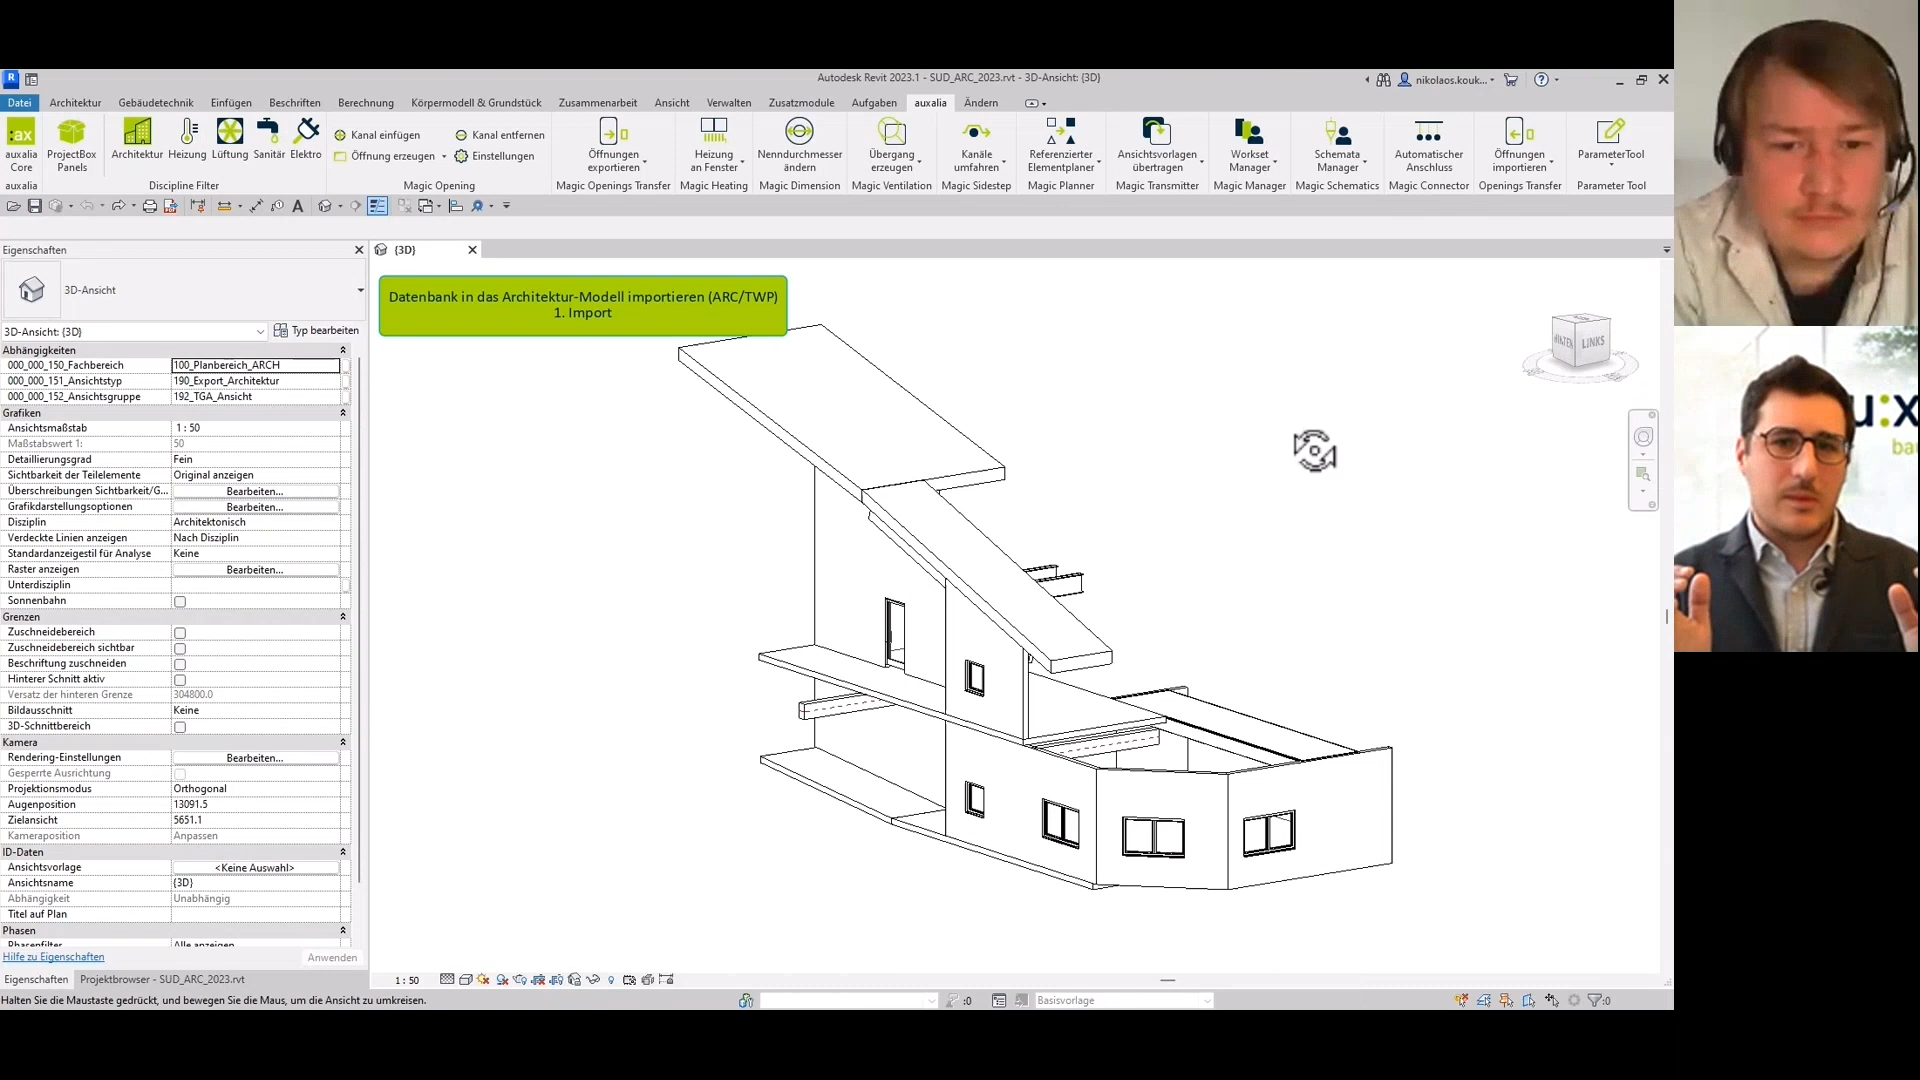 Autodesk Revit 2023.1 - SUD_ARC_2023.rvt - 3D-Ansicht: {3D}
nikolaos.kouk...
Datei Architektur Gebäudetechnik Einfügen Beschriften Berechnung Körpermodell & Grundstück Zusammenarbeit Ansicht Verwalten Zusatzmodule Aufgaben auxalia Ändern
:ax
auxalia Core
ProjectBox Panels
Architektur Heizung Lüftung Sanitär Elektro
Kanal einfügen
Kanal entfernen
Öffnung erzeugen
Einstellungen
Öffnungen exportieren
Heizung an Fenster
Nenndurchmesser ändern
Übergang erzeugen
Kanäle umfahren
Referenzierter Elementplaner
Ansichtsvorlagen übertragen
Workset Manager
Schemata Manager
Automatischer Anschluss
Öffnungen importieren
ParameterTool
auxalia Discipline Filter Magic Opening Magic Openings Transfer Magic Heating Magic Dimension Magic Ventilation Magic Sidestep Magic Planner Magic Transmitter Magic Manager Magic Schematics Magic Connector Openings Transfer Parameter Tool
Eigenschaften
{3D}
3D-Ansicht
Datenbank in das Architektur-Modell importieren (ARC/TWP)
1. Import
HINTEN LINKS
3D-Ansicht: {3D} Typ bearbeiten
Abhängigkeiten
000_000_150_Fachbereich 100_Planbereich_ARCH
000_000_151_Ansichtstyp 190_Export_Architektur
000_000_152_Ansichtsgruppe 192_TGA_Ansicht
Grafiken
Ansichtsmaßstab 1 : 50
Maßstabswert 1: 50
Detaillierungsgrad Fein
Sichtbarkeit der Teilelemente Original anzeigen
Überschreibungen Sichtbarkeit/G... Bearbeiten...
Grafikdarstellungsoptionen Bearbeiten...
Disziplin Architektonisch
Verdeckte Linien anzeigen Nach Disziplin
Standardanzeigestil für Analyse Keine
Raster anzeigen Bearbeiten...
Unterdisziplin
Sonnenbahn
Grenzen
Zuschneidebereich
Zuschneidebereich sichtbar
Beschriftung zuschneiden
Hinterer Schnitt aktiv
Versatz der hinteren Grenze 304800.0
Bildausschnitt Keine
3D-Schnittbereich
Kamera
Rendering-Einstellungen Bearbeiten...
Gesperrte Ausrichtung
Projektionsmodus Orthogonal
Augenposition 13091.5
Zielansicht 5651.1
Kameraposition Anpassen
ID-Daten
Ansichtsvorlage <Keine Auswahl>
Ansichtsname {3D}
Abhängigkeit Unabhängig
Titel auf Plan
Phasen
Phasenfilter Alle anzeigen
Hilfe zu Eigenschaften Anwenden
Eigenschaften Projektbrowser - SUD_ARC_2023.rvt
1 : 50
Halten Sie die Maustaste gedrückt, und bewegen Sie die Maus, um die Ansicht zu umkreisen.
:0
Basisvorlage
:0
u:x
ba